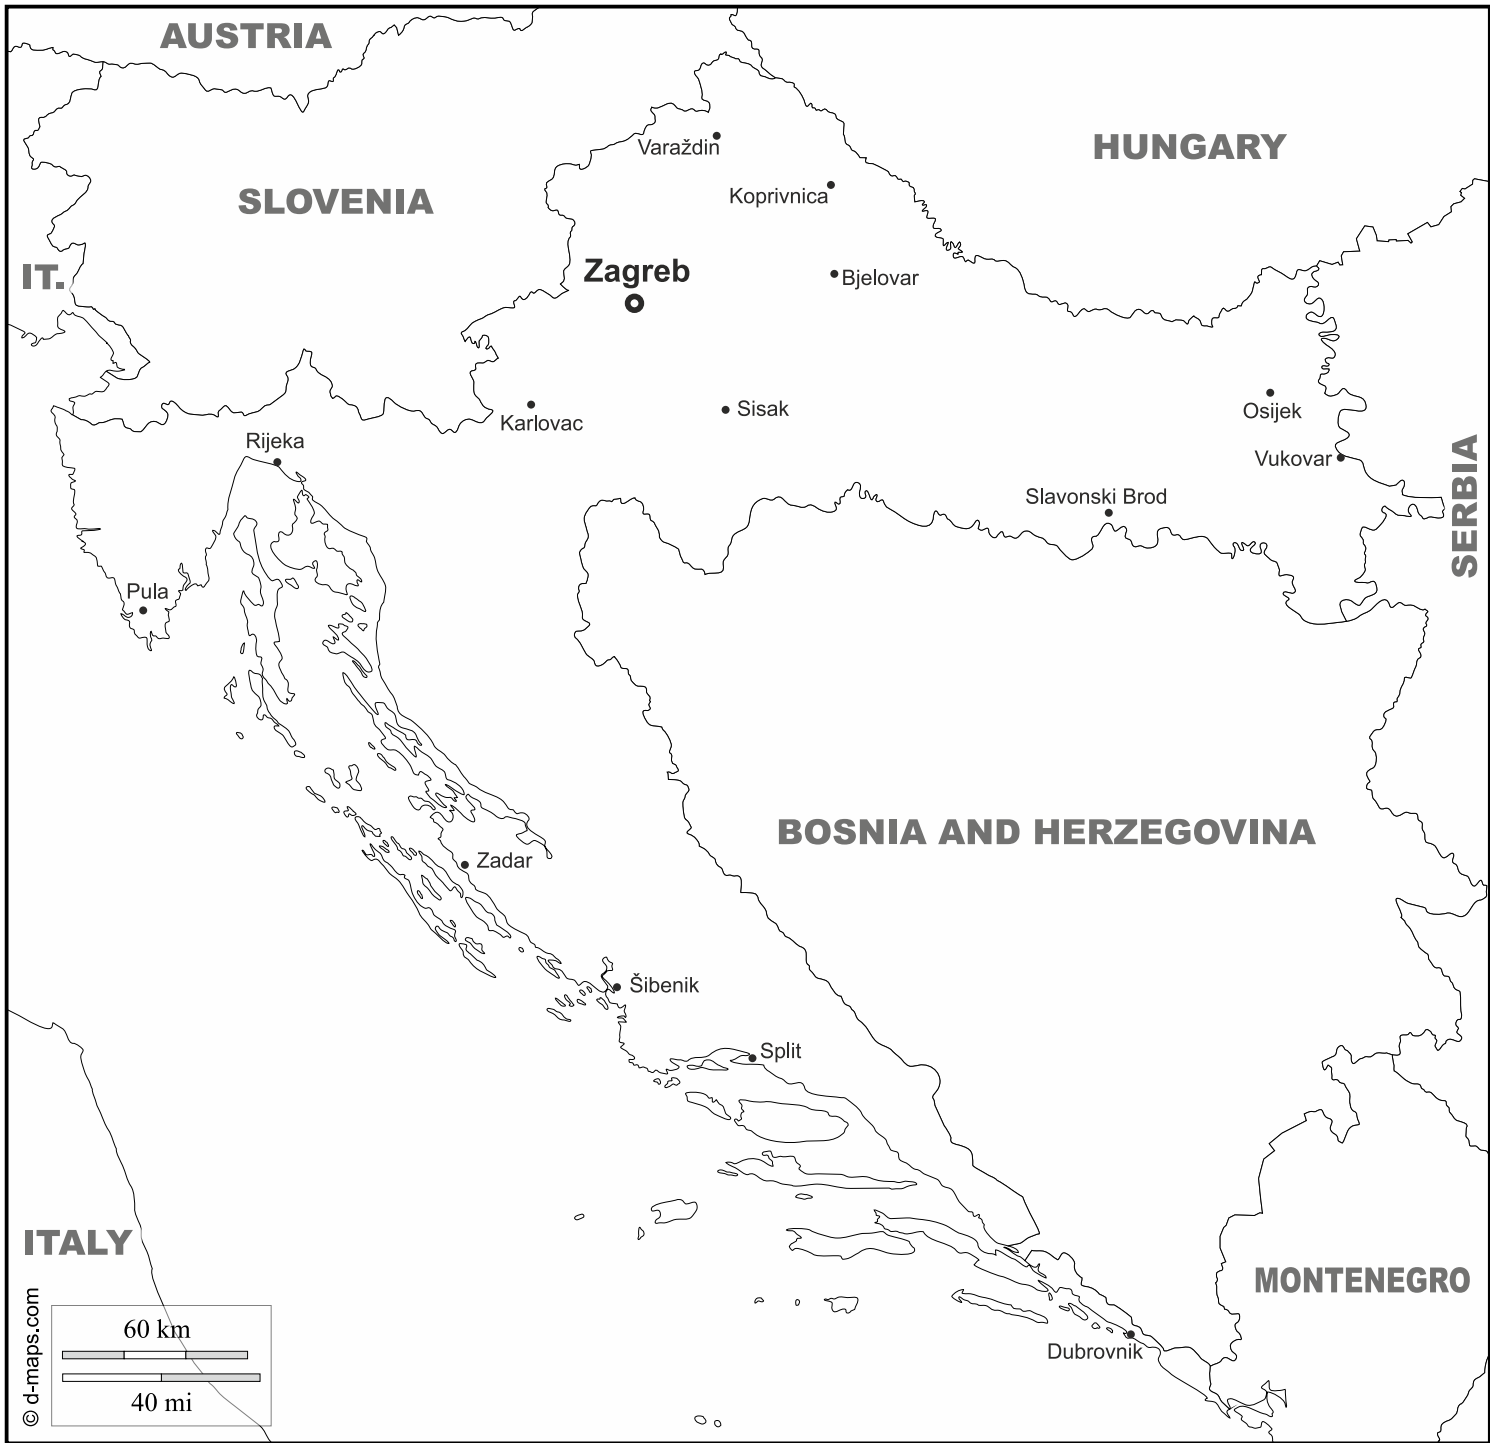 AUSTRIA
HUNGARY
Varaždin
Koprivnica
SLOVENIA
IT.
Zagreb
Bjelovar
Karlovac
Sisak
Osijek
Rijeka
Vukovar
Slavonski Brod
SERBIA
Pula
BOSNIA AND HERZEGOVINA
Zadar
Šibenik
Split
ITALY
MONTENEGRO
Dubrovnik
60 km
40 mi
© d-maps.com